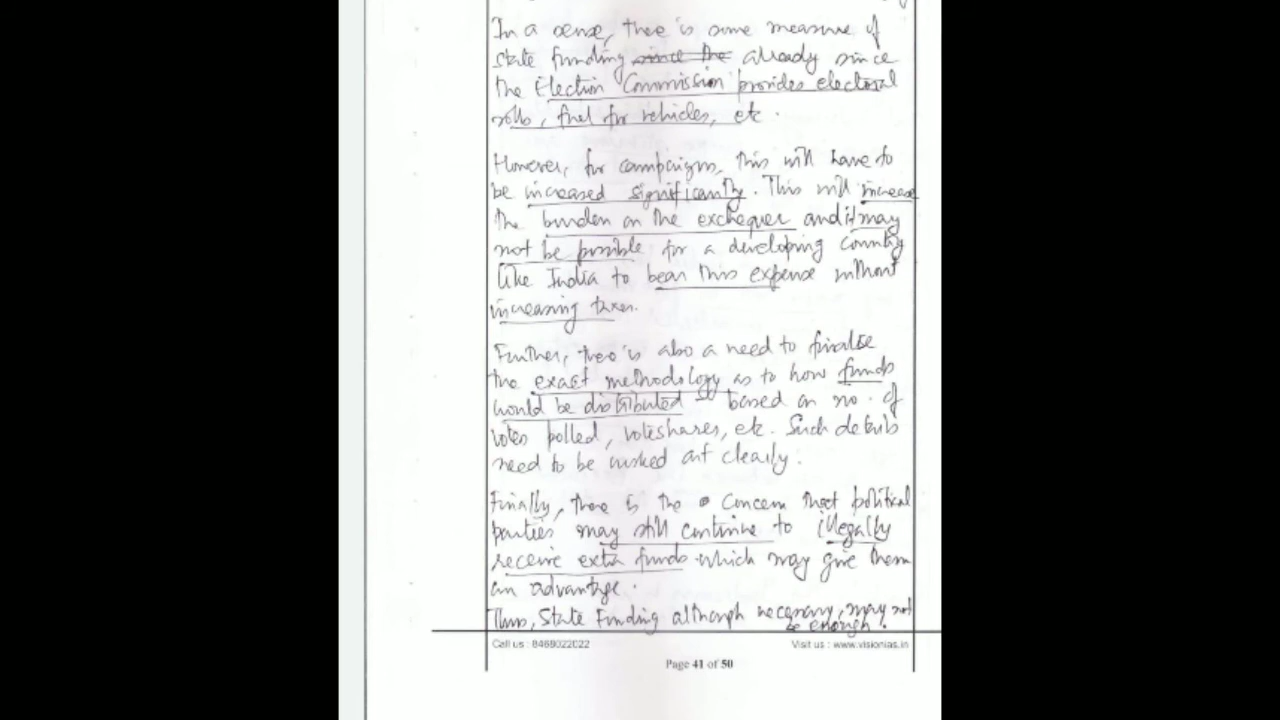 In a sense, there is some measure of
state funding since the already since
the Election Commission provides electoral
rolls, fuel for vehicles, etc.
However, for campaigns, this will have to
be increased significantly. This will increase
the burden on the exchequer and it may
not be possible for a developing country
like India to bear this expense without
increasing taxes.
Further, there is also a need to finalise
the exact methodology as to how funds
would be distributed – based on no. of
votes polled, voteshares, etc. Such details
need to be worked out clearly.
Finally, there is the concern that political
parties may still continue to illegally
receive extra funds which may give them
an advantage.
Thus, State Funding although necessary, may not
be enough.
Call us : 8468022022 Visit us : www.visionias.in
Page 41 of 50